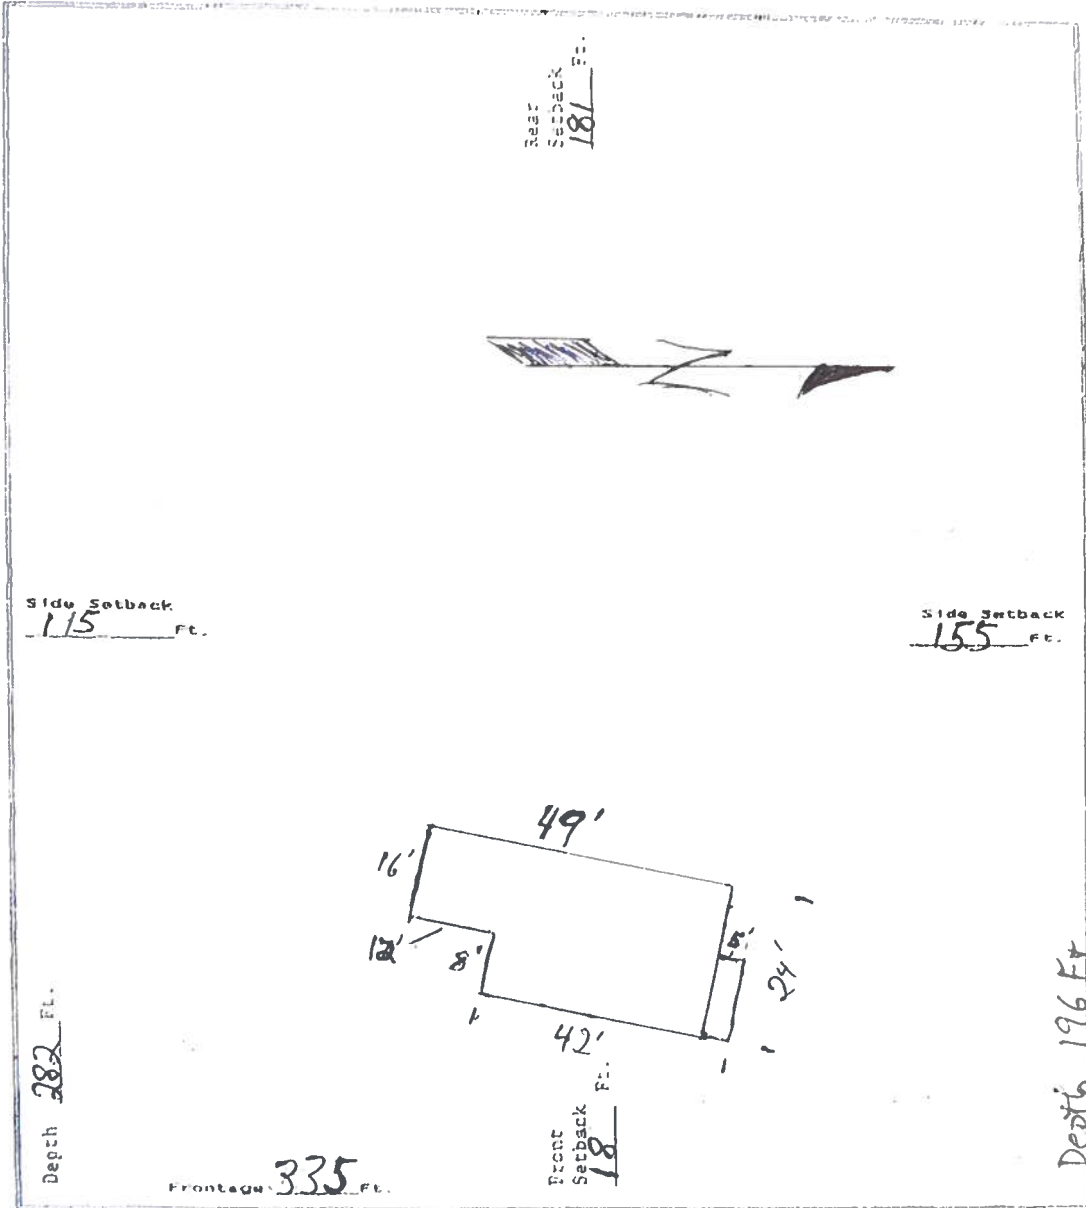 Rear
Setback
181 Ft.
Z
Side Setback
115 Ft.
Side Setback
155 Ft.
49'
16'
8'
5'
24'
42'
Depth 282 Ft.
Front
Setback
18 Ft.
Frontage 335 Ft.
Depth 196 Ft